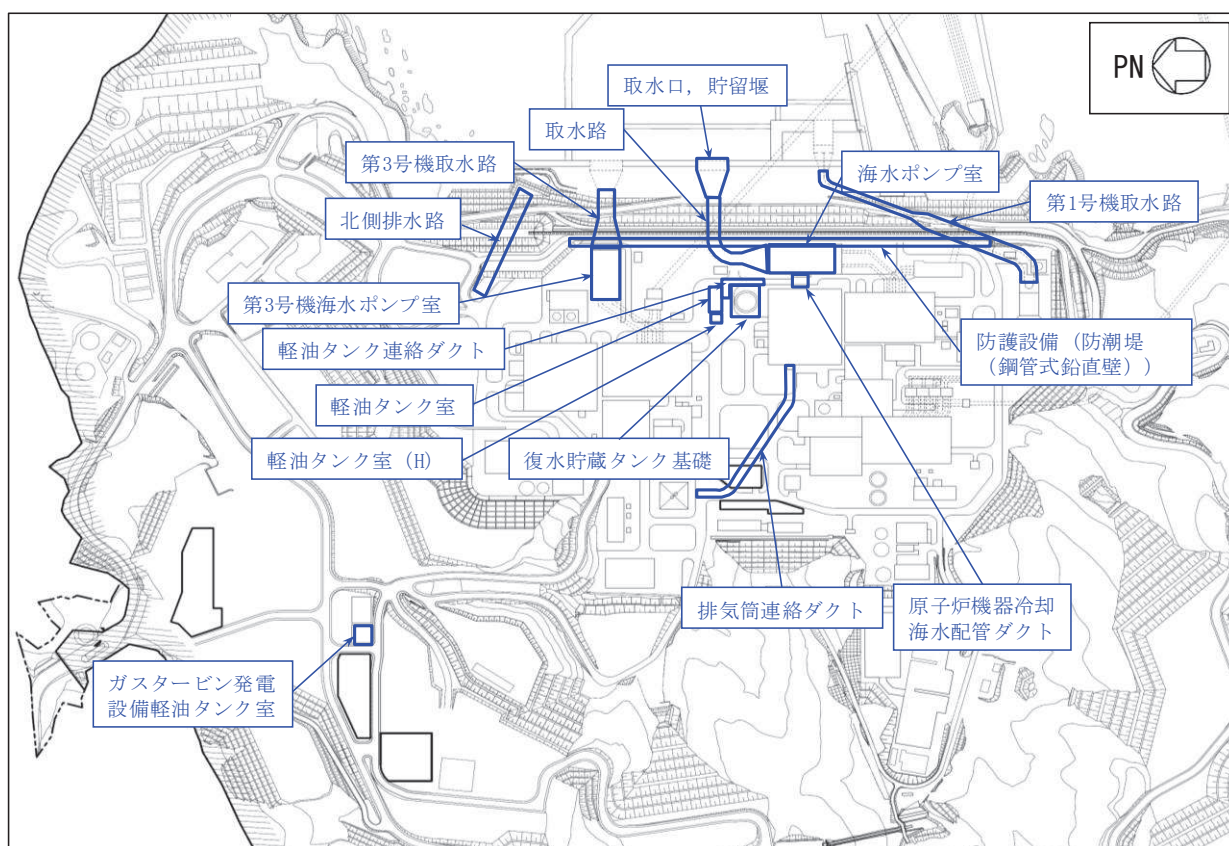 PN
取水口，貯留堰
取水路
第3号機取水路
海水ポンプ室
北側排水路
第1号機取水路
第3号機海水ポンプ室
防護設備（防潮堤
（鋼管式鉛直壁））
軽油タンク連絡ダクト
軽油タンク室
軽油タンク室 (H)
復水貯蔵タンク基礎
排気筒連絡ダクト
原子炉機器冷却
海水配管ダクト
ガスタービン発電
設備軽油タンク室